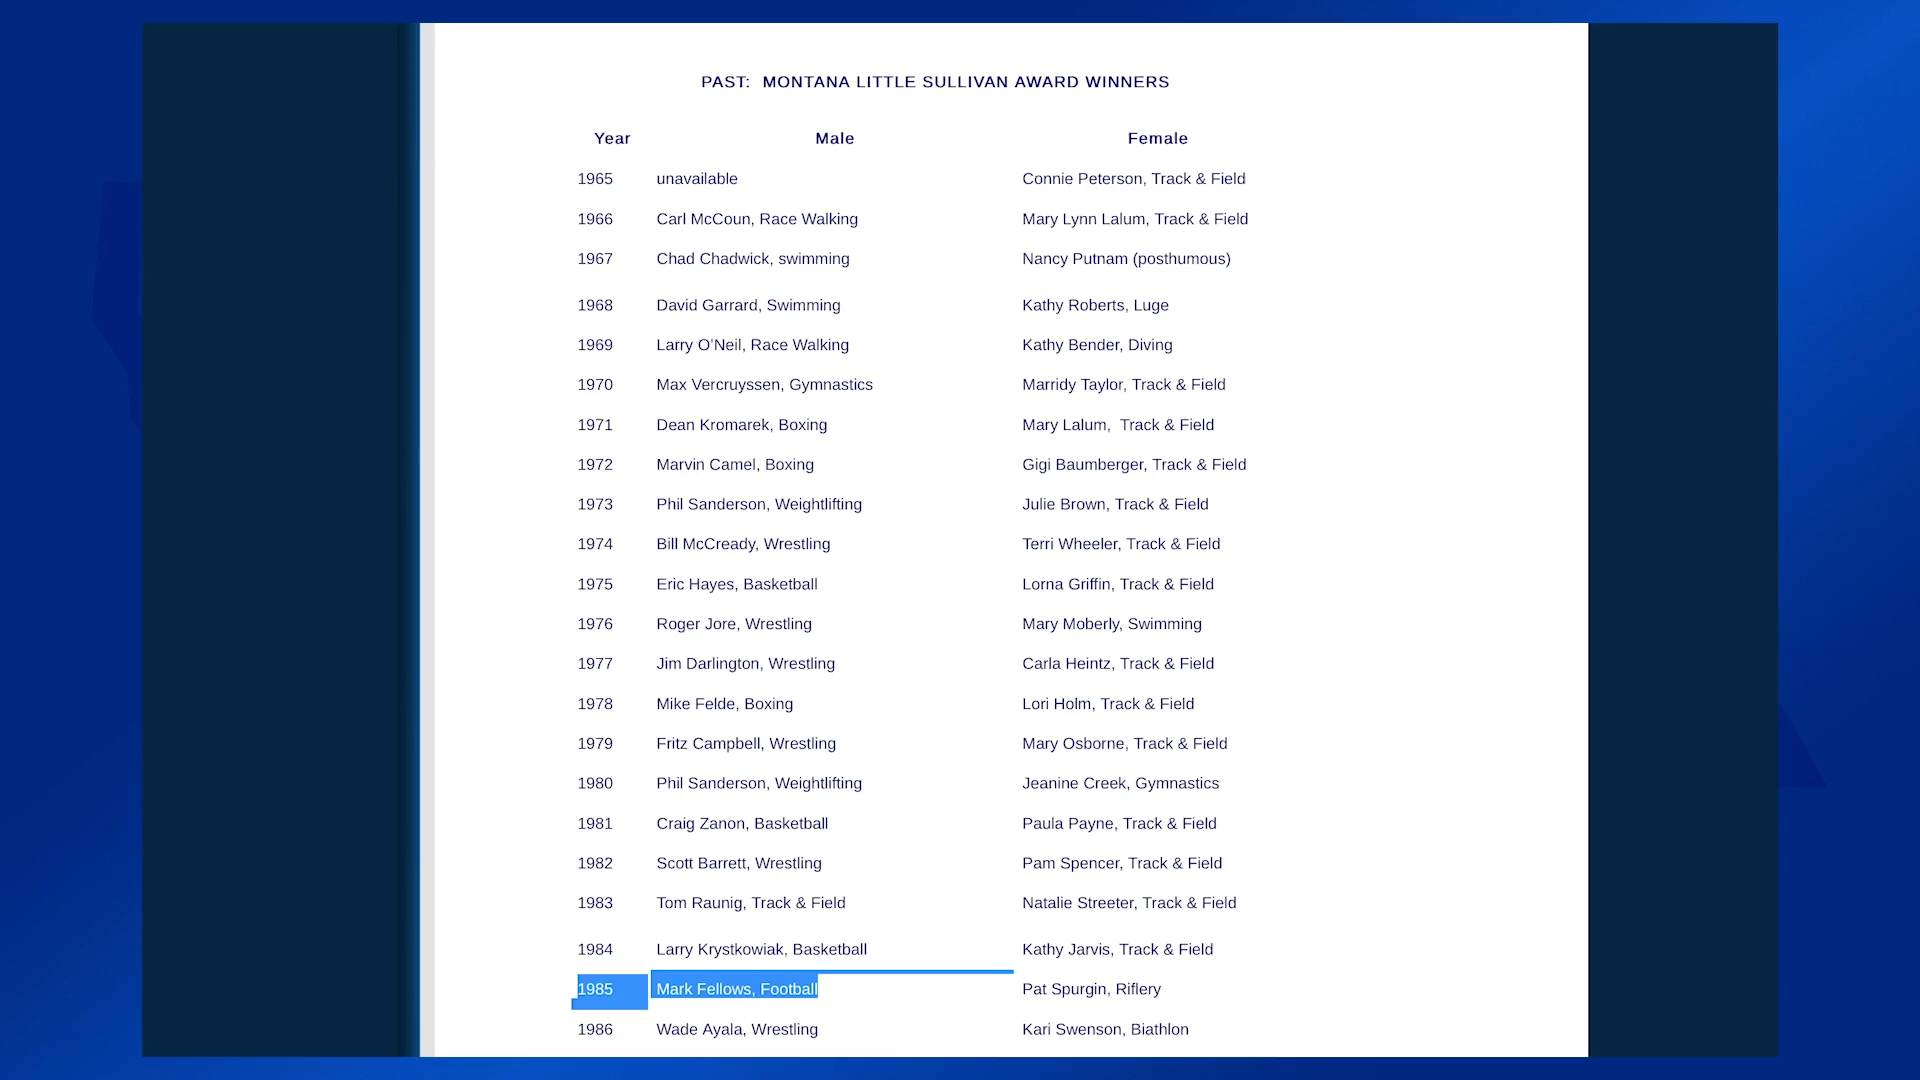 PAST:  MONTANA LITTLE SULLIVAN AWARD WINNERS
Year Male Female
1965 unavailable Connie Peterson, Track & Field
1966 Carl McCoun, Race Walking Mary Lynn Lalum, Track & Field
1967 Chad Chadwick, swimming Nancy Putnam (posthumous)
1968 David Garrard, Swimming Kathy Roberts, Luge
1969 Larry O'Neil, Race Walking Kathy Bender, Diving
1970 Max Vercruyssen, Gymnastics Marridy Taylor, Track & Field
1971 Dean Kromarek, Boxing Mary Lalum,  Track & Field
1972 Marvin Camel, Boxing Gigi Baumberger, Track & Field
1973 Phil Sanderson, Weightlifting Julie Brown, Track & Field
1974 Bill McCready, Wrestling Terri Wheeler, Track & Field
1975 Eric Hayes, Basketball Lorna Griffin, Track & Field
1976 Roger Jore, Wrestling Mary Moberly, Swimming
1977 Jim Darlington, Wrestling Carla Heintz, Track & Field
1978 Mike Felde, Boxing Lori Holm, Track & Field
1979 Fritz Campbell, Wrestling Mary Osborne, Track & Field
1980 Phil Sanderson, Weightlifting Jeanine Creek, Gymnastics
1981 Craig Zanon, Basketball Paula Payne, Track & Field
1982 Scott Barrett, Wrestling Pam Spencer, Track & Field
1983 Tom Raunig, Track & Field Natalie Streeter, Track & Field
1984 Larry Krystkowiak, Basketball Kathy Jarvis, Track & Field
1985 Mark Fellows, Football Pat Spurgin, Riflery
1986 Wade Ayala, Wrestling Kari Swenson, Biathlon